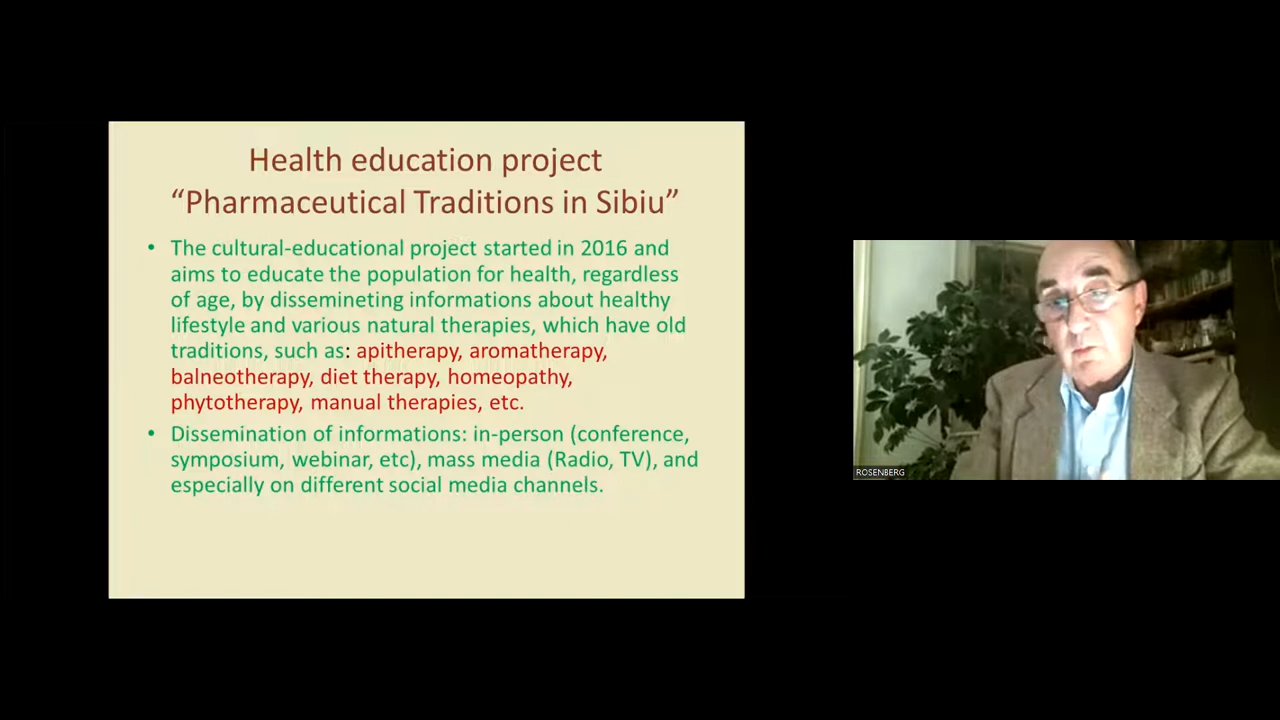 Health education project
“Pharmaceutical Traditions in Sibiu”
• The cultural-educational project started in 2016 and
aims to educate the population for health, regardless
of age, by dissemineting informations about healthy
lifestyle and various natural therapies, which have old
traditions, such as: apitherapy, aromatherapy,
balneotherapy, diet therapy, homeopathy,
phytotherapy, manual therapies, etc.
• Dissemination of informations: in-person (conference,
symposium, webinar, etc), mass media (Radio, TV), and
especially on different social media channels.
ROSENBERG